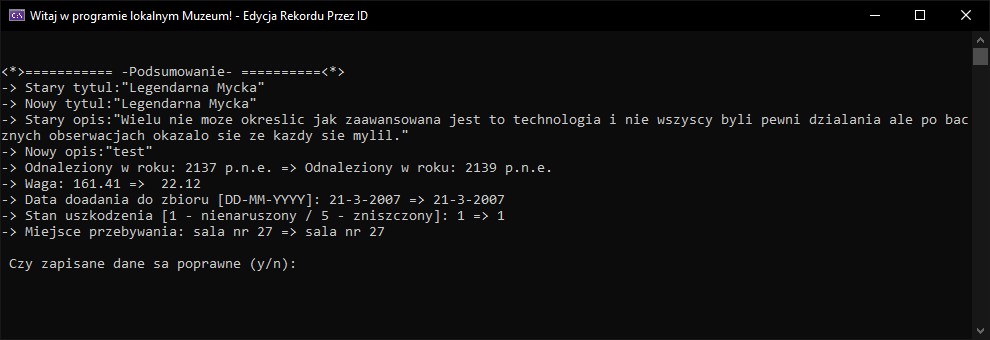 Witaj w programie lokalnym Muzeum! - Edycja Rekordu Przez ID
<*>=========== -Podsumowanie- ==========<*>
-> Stary tytul:"Legendarna Mycka"
-> Nowy tytul:"Legendarna Mycka"
-> Stary opis:"Wielu nie moze okreslic jak zaawansowana jest to technologia i nie wszyscy byli pewni dzialania ale po bac
znych obserwacjach okazalo sie ze kazdy sie mylil."
-> Nowy opis:"test"
-> Odnaleziony w roku: 2137 p.n.e. => Odnaleziony w roku: 2139 p.n.e.
-> Waga: 161.41 =>  22.12
-> Data doadania do zbioru [DD-MM-YYYY]: 21-3-2007 => 21-3-2007
-> Stan uszkodzenia [1 - nienaruszony / 5 - zniszczony]: 1 => 1
-> Miejsce przebywania: sala nr 27 => sala nr 27
Czy zapisane dane sa poprawne (y/n):